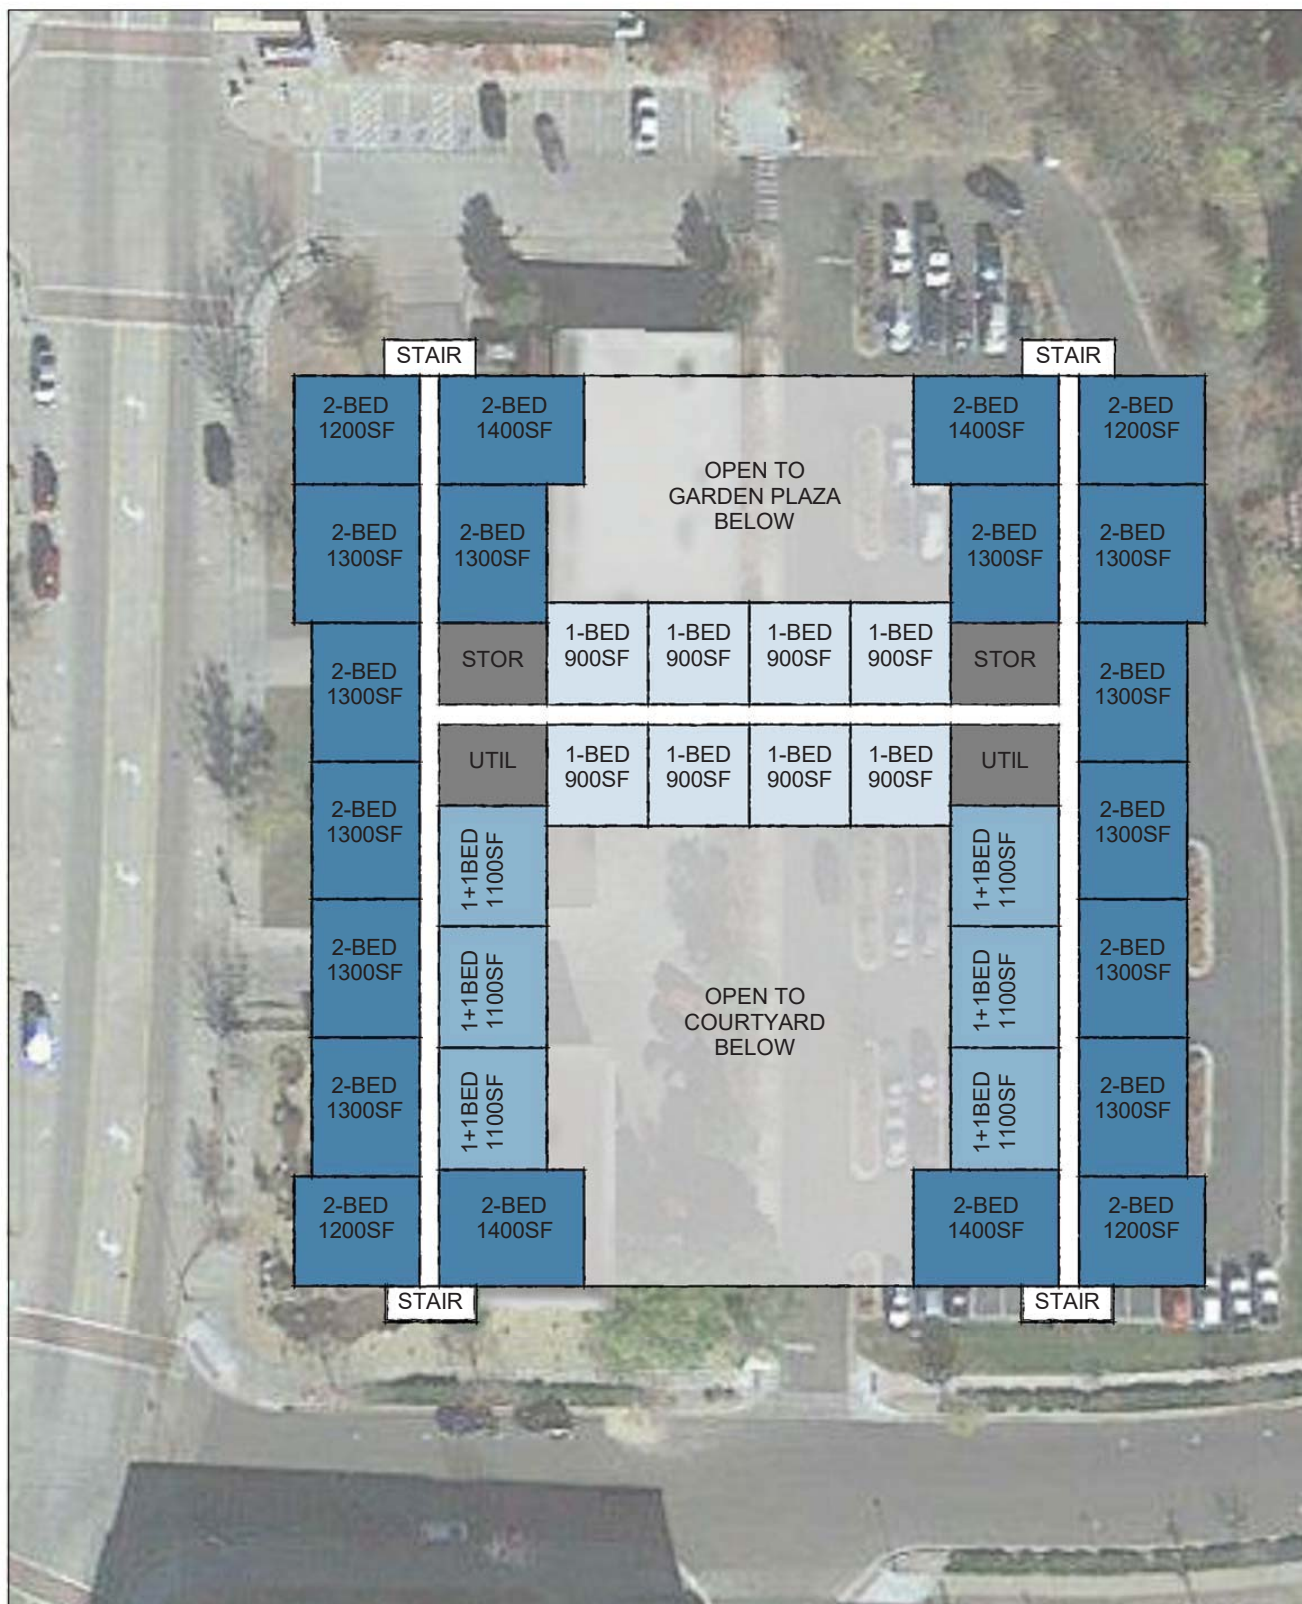 STAIR
STAIR
2-BED
1200SF
2-BED
1400SF
2-BED
1400SF
2-BED
1200SF
OPEN TO
GARDEN PLAZA
BELOW
2-BED
1300SF
2-BED
1300SF
2-BED
1300SF
2-BED
1300SF
1-BED
900SF
1-BED
900SF
1-BED
900SF
1-BED
900SF
2-BED
1300SF
STOR
STOR
2-BED
1300SF
UTIL
1-BED
900SF
1-BED
900SF
1-BED
900SF
1-BED
900SF
UTIL
2-BED
1300SF
2-BED
1300SF
1+1BED
1100SF
1+1BED
1100SF
2-BED
1300SF
1+1BED
1100SF
1+1BED
1100SF
2-BED
1300SF
OPEN TO
COURTYARD
BELOW
2-BED
1300SF
1+1BED
1100SF
1+1BED
1100SF
2-BED
1300SF
2-BED
1200SF
2-BED
1400SF
2-BED
1400SF
2-BED
1200SF
STAIR
STAIR